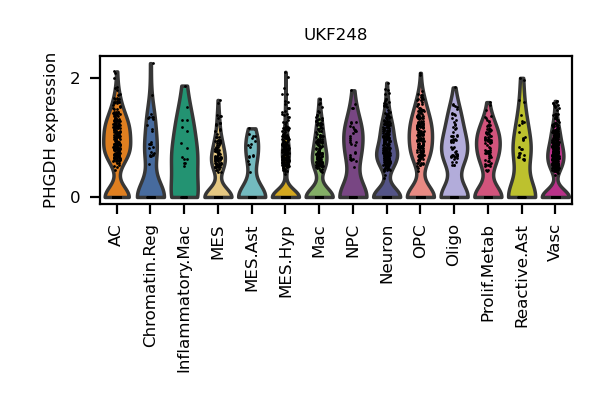 UKF248
PHGDH expression
2
0
AC
Chromatin.Reg
Inflammatory.Mac
MES
MES.Ast
MES.Hyp
Mac
NPC
Neuron
OPC
Oligo
Prolif.Metab
Reactive.Ast
Vasc